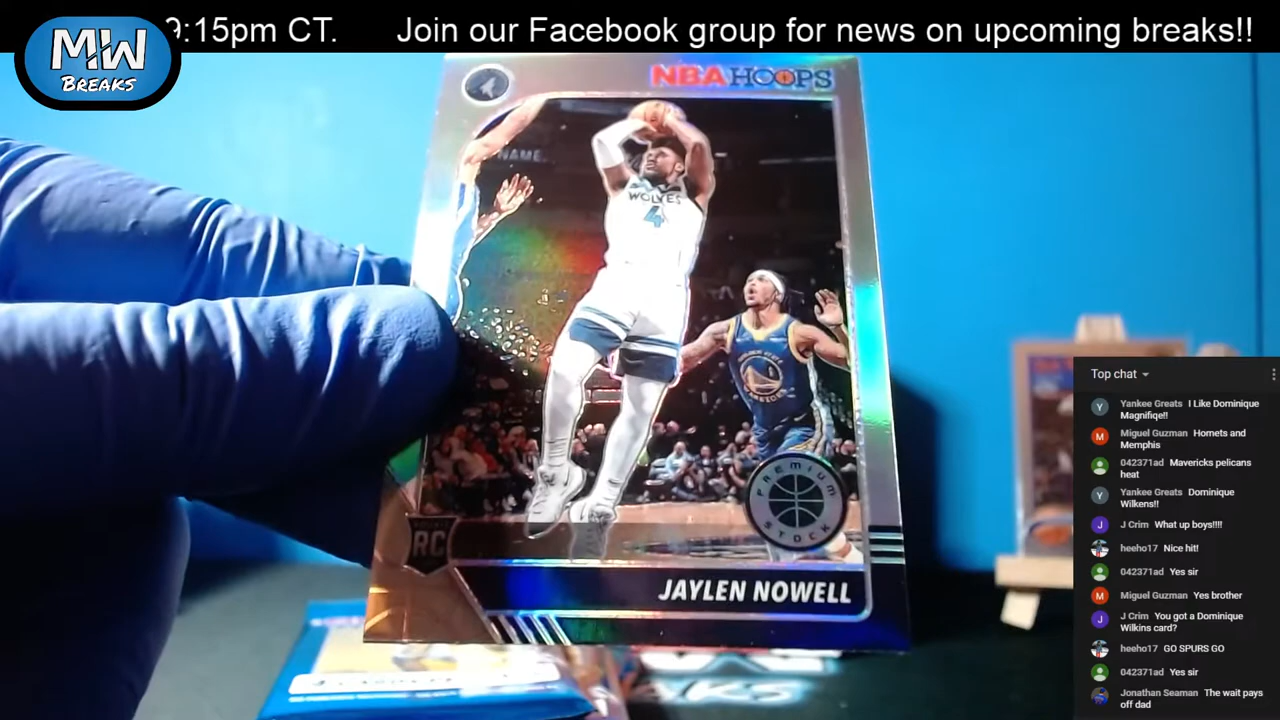 9:15pm CT. Join our Facebook group for news on upcoming breaks!!
MW
BREAKS
NBA HOOPS
NAME
WOLVES
4
PREMIUM
STOCK
RC
JAYLEN NOWELL
Top chat
Y Yankee Greats I Like Dominique
Magnifiqe!!
M Miguel Guzman Hornets and
Memphis
042371ad Mavericks pelicans
heat
Y Yankee Greats Dominique
Wilkens!!
J J Crim What up boys!!!!
heeho17 Nice hit!
042371ad Yes sir
M Miguel Guzman Yes brother
J J Crim You got a Dominique
Wilkins card?
heeho17 GO SPURS GO
042371ad Yes sir
Jonathan Seaman The wait pays
off dad